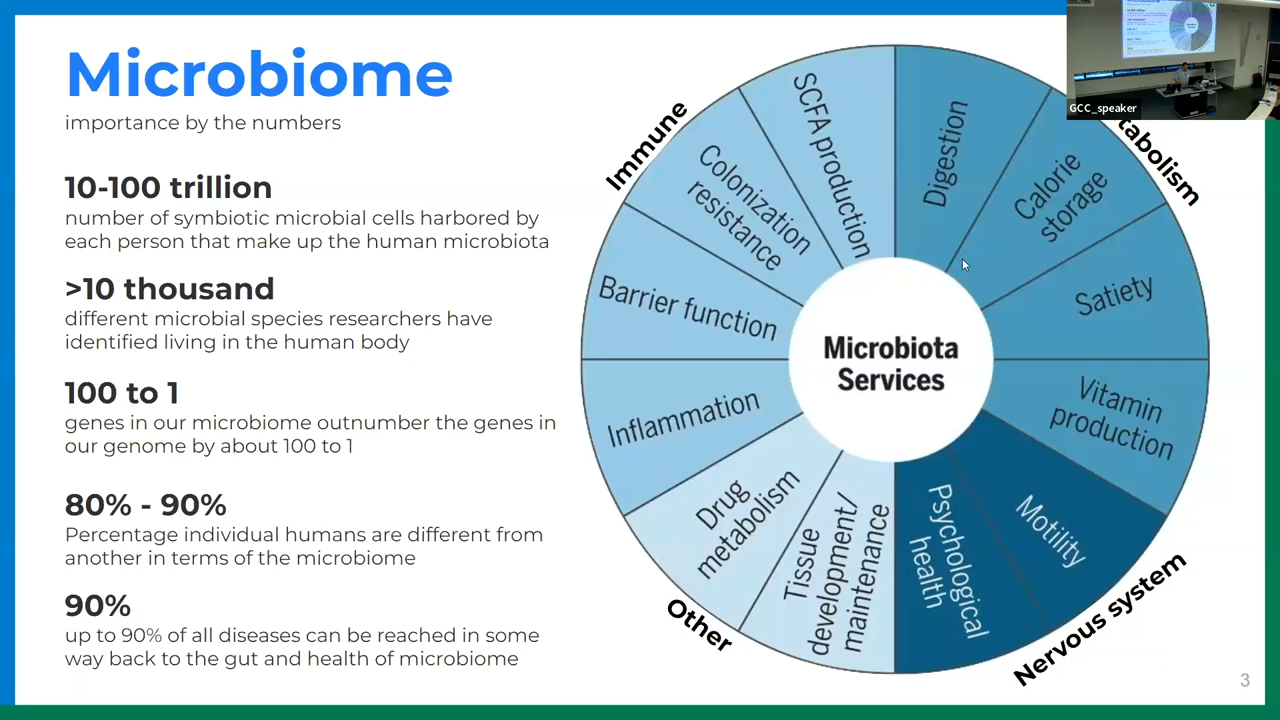 Microbiome
importance by the numbers
10-100 trillion
number of symbiotic microbial cells harbored by
each person that make up the human microbiota
>10 thousand
different microbial species researchers have
identified living in the human body
100 to 1
genes in our microbiome outnumber the genes in
our genome by about 100 to 1
80% - 90%
Percentage individual humans are different from
another in terms of the microbiome
90%
up to 90% of all diseases can be reached in some
way back to the gut and health of microbiome
Immune
SCFA production
Colonization
resistance
Barrier function
Inflammation
tabolism
Digestion
Calorie
storage
Satiety
Vitamin
production
Microbiota
Services
Nervous system
Motility
Psychological
health
Other
Tissue
development/
maintenance
Drug
metabolism
GCC_speaker
3